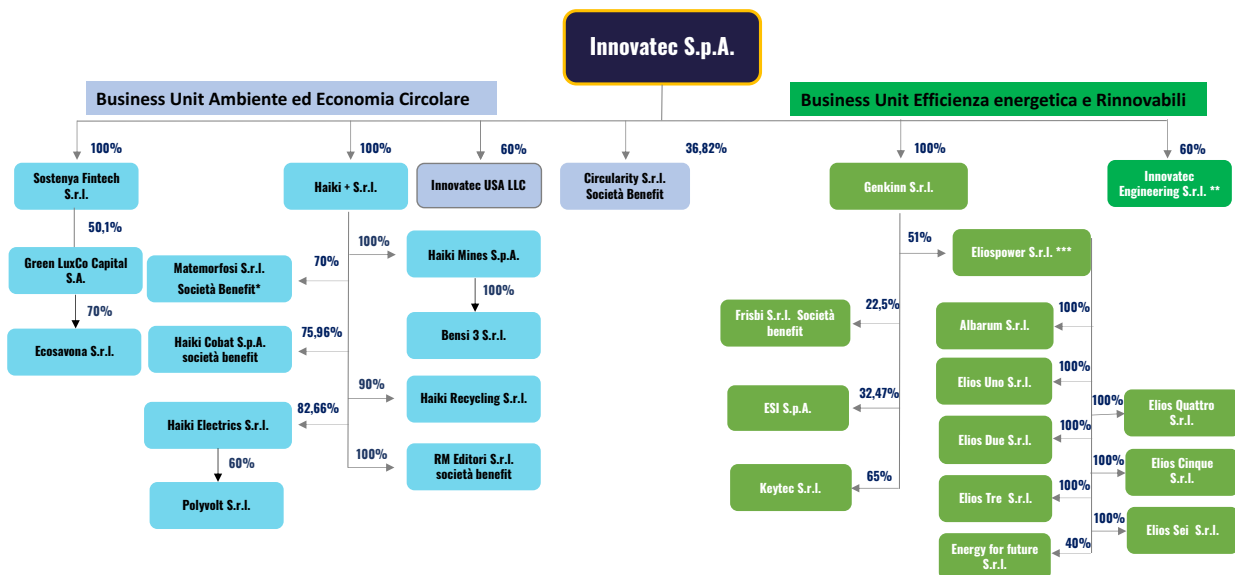 Innovatec S.p.A.
Business Unit Ambiente ed Economia Circolare
Business Unit Efficienza energetica e Rinnovabili
100%
100%
60%
36,82%
100%
60%
Sostenya Fintech
S.r.l.
Haiki + S.r.l.
Innovatec USA LLC
Circularity S.r.l.
Società Benefit
Genkinn S.r.l.
Innovatec
Engineering S.r.l. **
50,1%
Green LuxCo Capital
S.A.
70%
Ecosavona S.r.l.
100%
Haiki Mines S.p.A.
70%
Matemorfosi S.r.l.
Società Benefit*
100%
Bensi 3 S.r.l.
75,96%
Haiki Cobat S.p.A.
società benefit
90%
Haiki Recycling S.r.l.
82,66%
Haiki Electrics S.r.l.
60%
Polyvolt S.r.l.
100%
RM Editori S.r.l.
società benefit
51%
Eliospower S.r.l. ***
22,5%
Frisbi S.r.l. Società
benefit
32,47%
ESI S.p.A.
65%
Keytec S.r.l.
100%
Albarum S.r.l.
100%
Elios Uno S.r.l.
100%
Elios Quattro
S.r.l.
100%
Elios Due S.r.l.
100%
Elios Cinque
S.r.l.
100%
Elios Tre S.r.l.
100%
Elios Sei S.r.l.
40%
Energy for future
S.r.l.